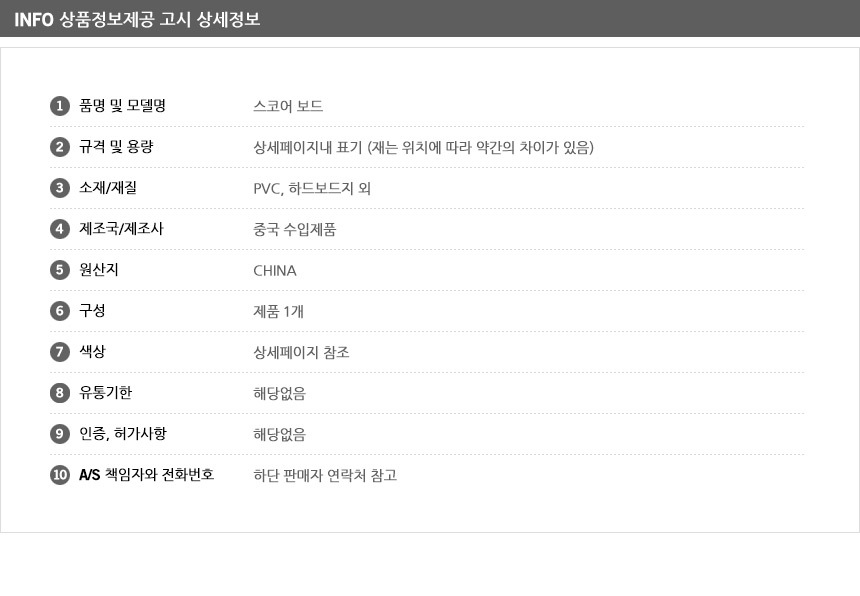 INFO 상품정보제공 고시 상세정보
1 품명 및 모델명 스코어 보드
2 규격 및 용량 상세페이지내 표기 (재는 위치에 따라 약간의 차이가 있음)
3 소재/재질 PVC, 하드보드지 외
4 제조국/제조사 중국 수입제품
5 원산지 CHINA
6 구성 제품 1개
7 색상 상세페이지 참조
8 유통기한 해당없음
9 인증, 허가사항 해당없음
10 A/S 책임자와 전화번호 하단 판매자 연락처 참고